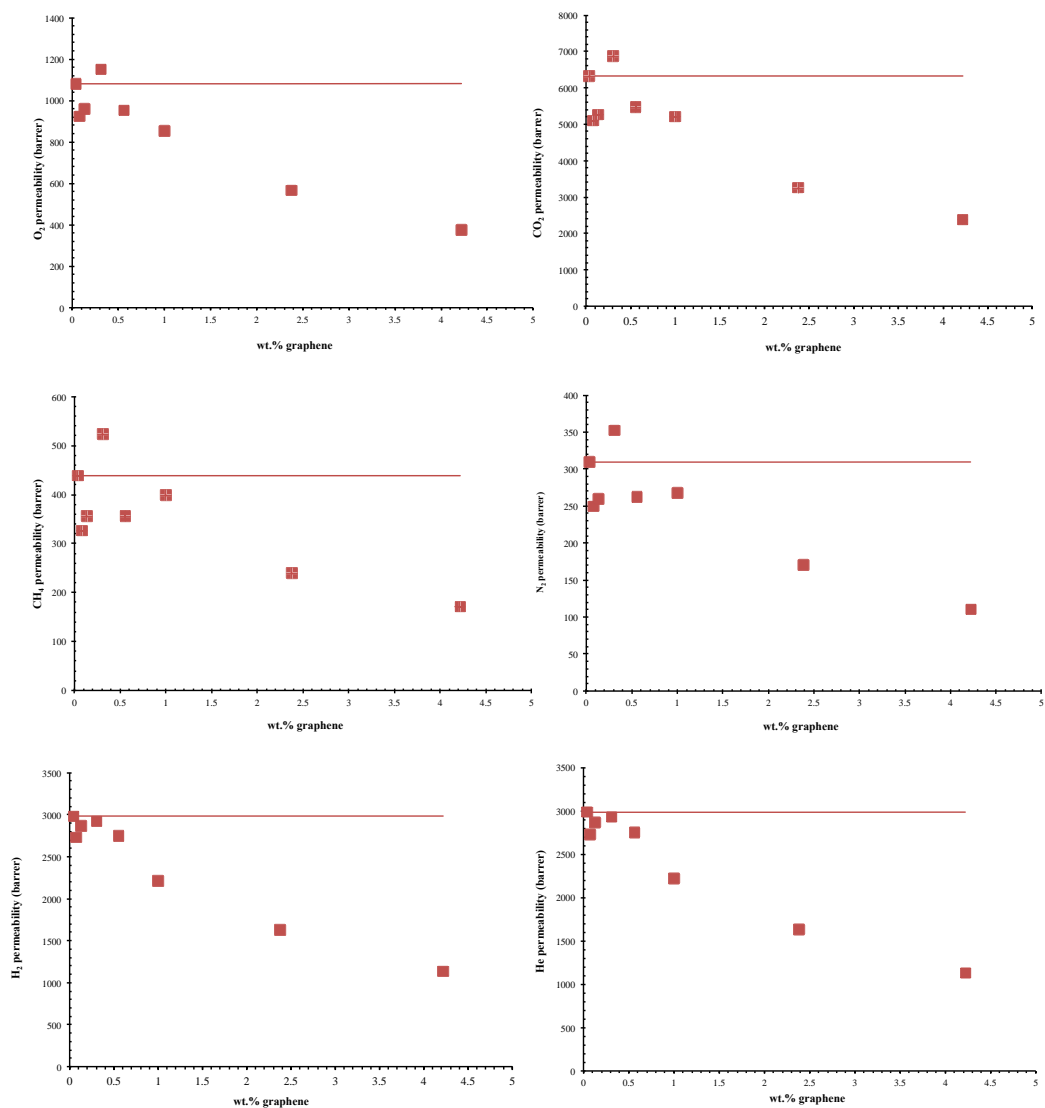 O₂ permeability (barrer)
1400
1200
1000
800
600
400
200
0
0 0.5 1 1.5 2 2.5 3 3.5 4 4.5 5
wt.% graphene
CO₂ permeability (barrer)
8000
7000
6000
5000
4000
3000
2000
1000
0
0 0.5 1 1.5 2 2.5 3 3.5 4 4.5 5
wt.% graphene
CH₄ permeability (barrer)
600
500
400
300
200
100
0
0 0.5 1 1.5 2 2.5 3 3.5 4 4.5 5
wt.% graphene
N₂ permeability (barrer)
400
350
300
250
200
150
100
50
0
0 0.5 1 1.5 2 2.5 3 3.5 4 4.5 5
wt.% graphene
H₂ permeability (barrer)
3500
3000
2500
2000
1500
1000
500
0
0 0.5 1 1.5 2 2.5 3 3.5 4 4.5 5
wt.% graphene
He permeability (barrer)
3500
3000
2500
2000
1500
1000
500
0
0 0.5 1 1.5 2 2.5 3 3.5 4 4.5 5
wt.% graphene